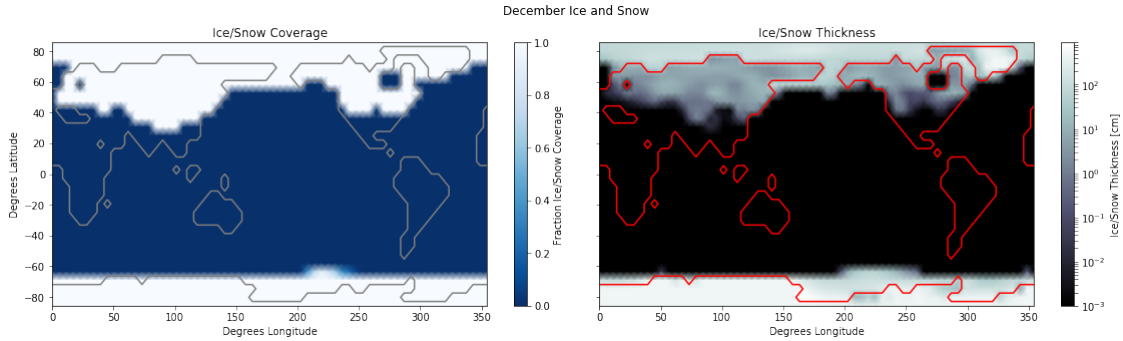 December Ice and Snow
Ice/Snow Coverage
80
60
40
20
0
−20
−40
−60
−80
Degrees Latitude
0 50 100 150 200 250 300 350
Degrees Longitude
1.0
0.8
0.6
0.4
0.2
0.0
Fraction Ice/Snow Coverage
Ice/Snow Thickness
0 50 100 150 200 250 300 350
Degrees Longitude
10²
10¹
10⁰
10⁻¹
10⁻²
10⁻³
Ice/Snow Thickness [cm]